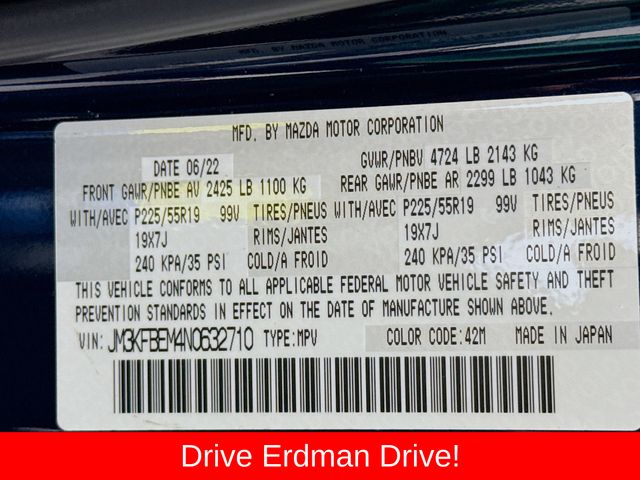 MFD. BY MAZDA MOTOR CORPORATION
DATE 06/22
GVWR/PNBV 4724 LB 2143 KG
FRONT GAWR/PNBE AV 2425 LB 1100 KG
REAR GAWR/PNBE AR 2299 LB 1043 KG
WITH/AVEC P225/55R19 99V TIRES/PNEUS
WITH/AVEC P225/55R19 99V TIRES/PNEUS
19X7J RIMS/JANTES
19X7J RIMS/JANTES
240 KPA/35 PSI COLD/A FROID
240 KPA/35 PSI COLD/A FROID
THIS VEHICLE CONFORMS TO ALL APPLICABLE FEDERAL MOTOR VEHICLE SAFETY AND THEFT
PREVENTION STANDARDS IN EFFECT ON THE DATE OF MANUFACTURE SHOWN ABOVE.
VIN: JM3KFBEM4N0632710 TYPE:MPV COLOR CODE:42M MADE IN JAPAN
Drive Erdman Drive!